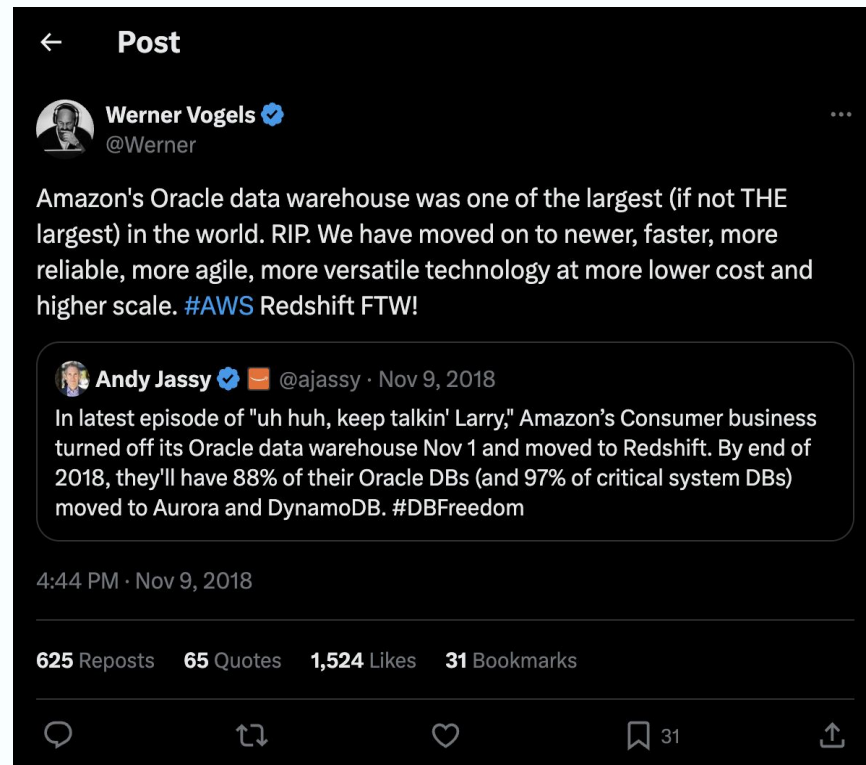 Post
Werner Vogels
@Werner
Amazon's Oracle data warehouse was one of the largest (if not THE
largest) in the world. RIP. We have moved on to newer, faster, more
reliable, more agile, more versatile technology at more lower cost and
higher scale. #AWS Redshift FTW!
Andy Jassy @ajassy · Nov 9, 2018
In latest episode of "uh huh, keep talkin' Larry," Amazon’s Consumer business
turned off its Oracle data warehouse Nov 1 and moved to Redshift. By end of
2018, they'll have 88% of their Oracle DBs (and 97% of critical system DBs)
moved to Aurora and DynamoDB. #DBFreedom
4:44 PM · Nov 9, 2018
625 Reposts 65 Quotes 1,524 Likes 31 Bookmarks
31